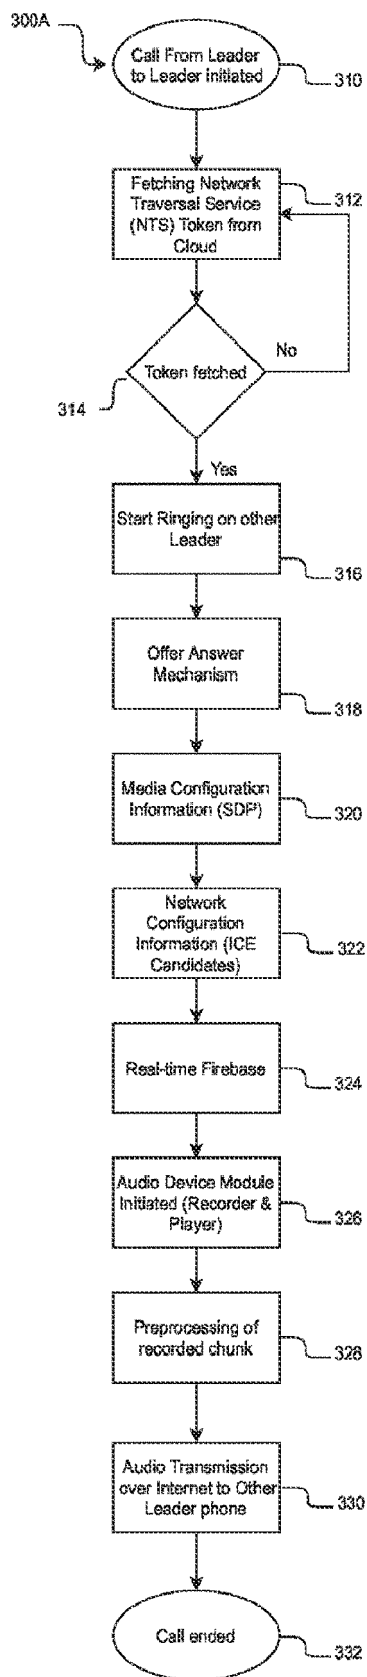 300A
Call From Leader
to Leader Initiated
310
Fetching Network
Traversal Service
(NTS) Token from
Cloud
312
No
Token fetched
314
Yes
Start Ringing on other
Leader
316
Offer Answer
Mechanism
318
Media Configuration
Information (SDP)
320
Network
Configuration
Information (ICE
Candidates)
322
Real-time Firebase
324
Audio Device Module
Initiated (Recorder &
Player)
326
Preprocessing of
recorded chunk
328
Audio Transmission
over Internet to Other
Leader phone
330
Call ended
332